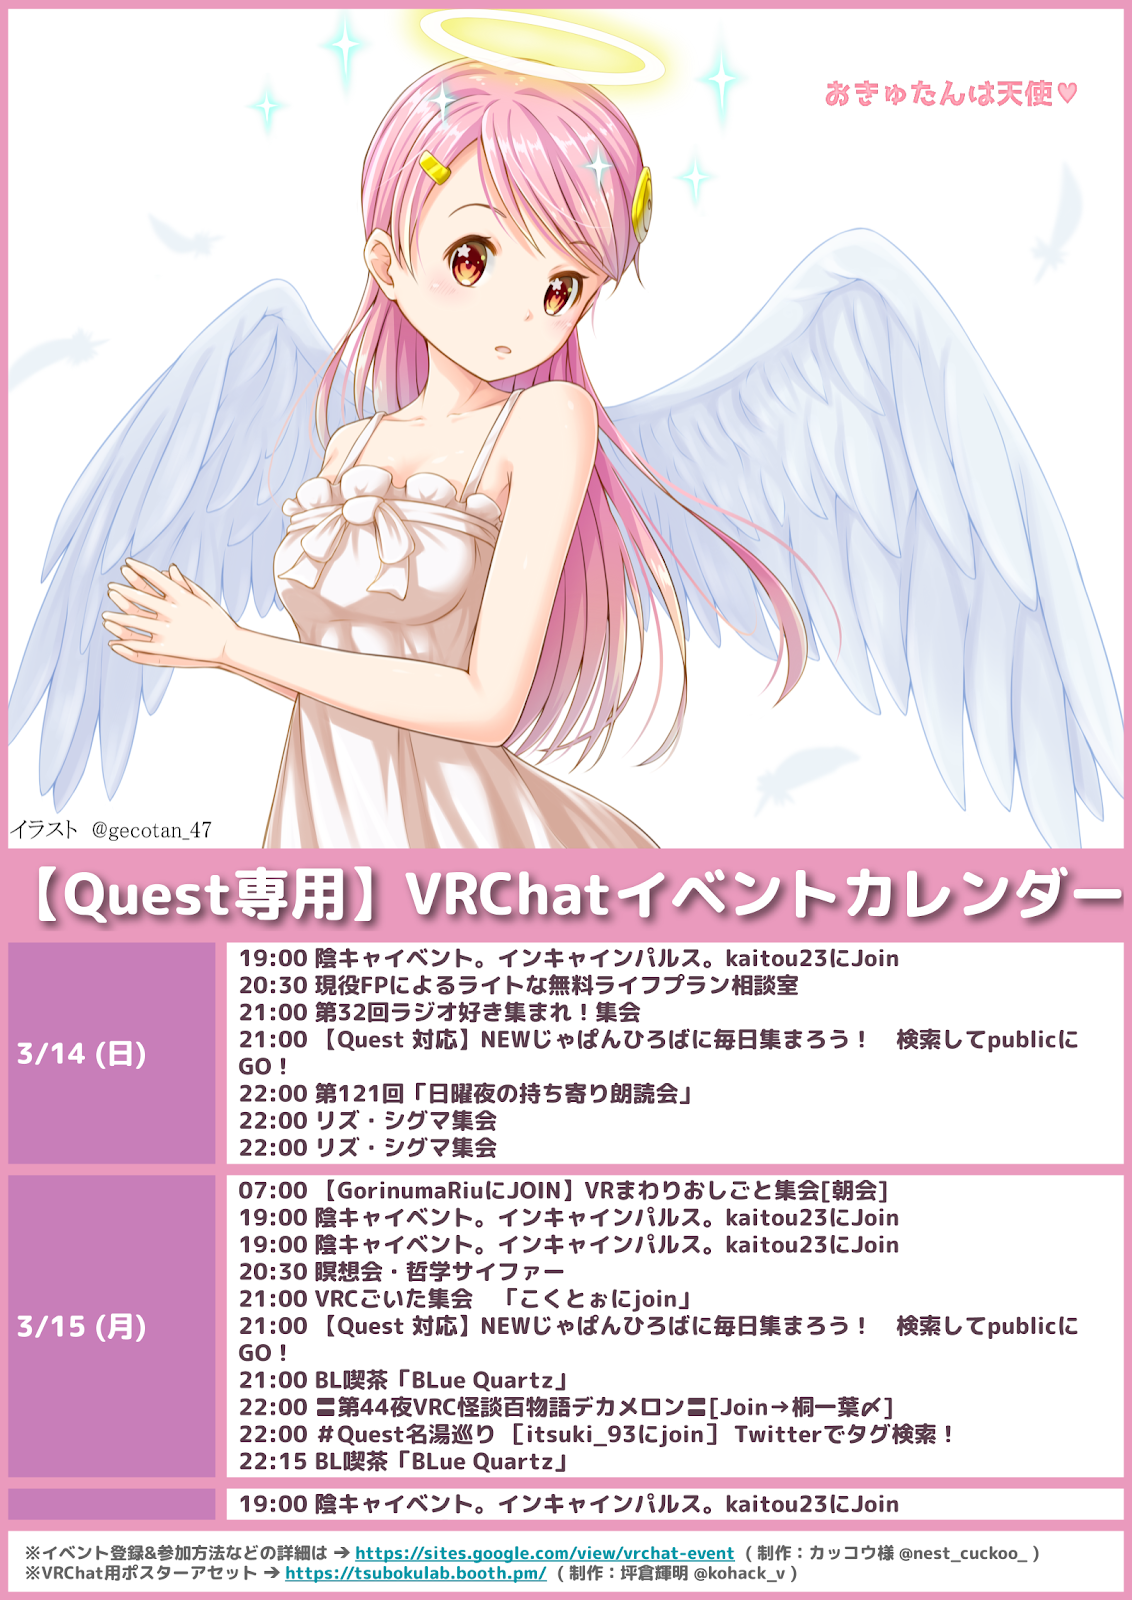 おきゅたんは天使♥
イラスト @gecotan_47
【Quest専用】VRChatイベントカレンダー
3/14 (日)
19:00 陰キャイベント。インキャインパルス。kaitou23にJoin
20:30 現役FPによるライトな無料ライフプラン相談室
21:00 第32回ラジオ好き集まれ！集会
21:00 【Quest 対応】NEWじゃぱんひろばに毎日集まろう！　検索してpublicに
GO！
22:00 第121回「日曜夜の持ち寄り朗読会」
22:00 リズ・シグマ集会
22:00 リズ・シグマ集会
3/15 (月)
07:00 【GorinumaRiuにJOIN】VRまわりおしごと集会[朝会]
19:00 陰キャイベント。インキャインパルス。kaitou23にJoin
19:00 陰キャイベント。インキャインパルス。kaitou23にJoin
20:30 瞑想会・哲学サイファー
21:00 VRCごいた集会　「こくとぉにjoin」
21:00 【Quest 対応】NEWじゃぱんひろばに毎日集まろう！　検索してpublicに
GO！
21:00 BL喫茶「BLue Quartz」
22:00 〓第44夜VRC怪談百物語デカメロン〓[Join→桐一葉〆]
22:00 ＃Quest名湯巡り ［itsuki_93にjoin］ Twitterでタグ検索！
22:15 BL喫茶「BLue Quartz」
19:00 陰キャイベント。インキャインパルス。kaitou23にJoin
※イベント登録&参加方法などの詳細は → https://sites.google.com/view/vrchat-event ( 制作：カッコウ様 @nest_cuckoo_ )
※VRChat用ポスターアセット → https://tsubokulab.booth.pm/ ( 制作：坪倉輝明 @kohack_v )